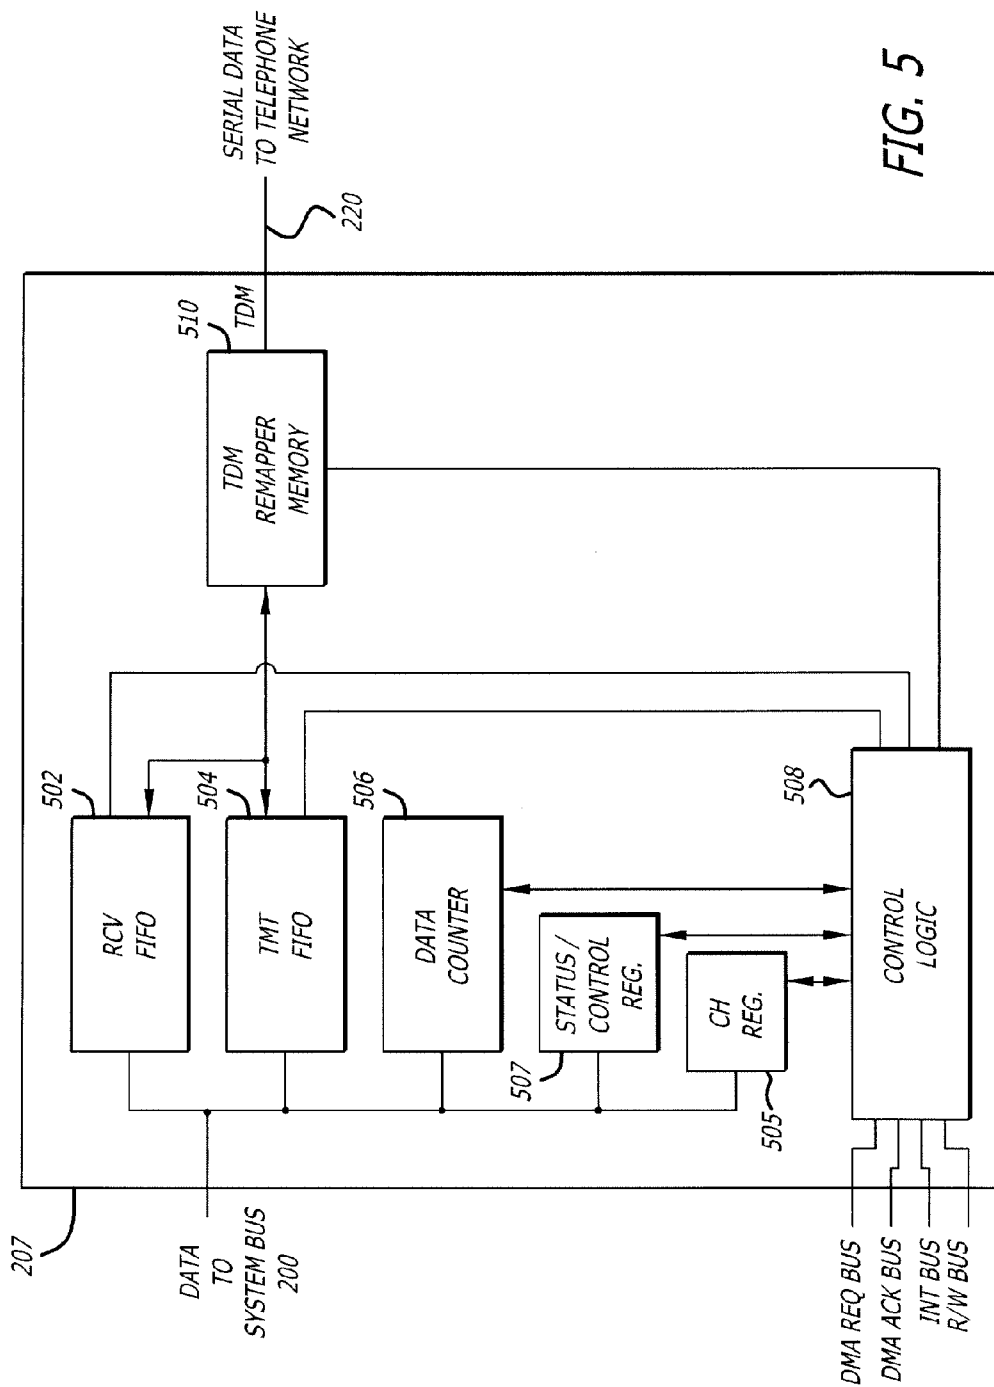 207
DATA
TO
SYSTEM BUS
200
502
RCV
FIFO
504
TMT
FIFO
506
DATA
COUNTER
507
STATUS /
CONTROL
REG.
505
CH
REG.
508
CONTROL
LOGIC
DMA REQ BUS
DMA ACK BUS
INT BUS
R/W BUS
510
TDM
REMAPPER
MEMORY
TDM
220
SERIAL DATA
TO TELEPHONE
NETWORK
FIG. 5